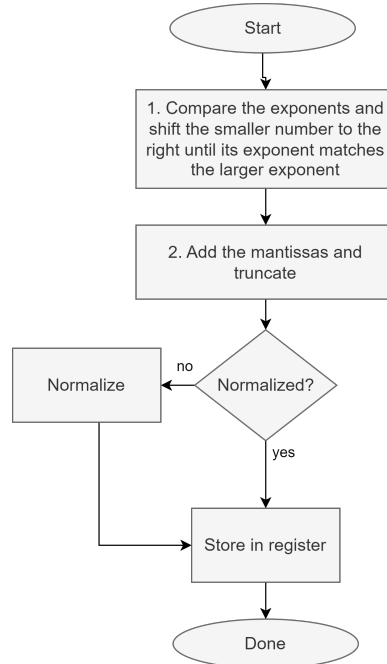 Start
1. Compare the exponents and
shift the smaller number to the
right until its exponent matches
the larger exponent
2. Add the mantissas and
truncate
Normalized?
no
Normalize
yes
Store in register
Done